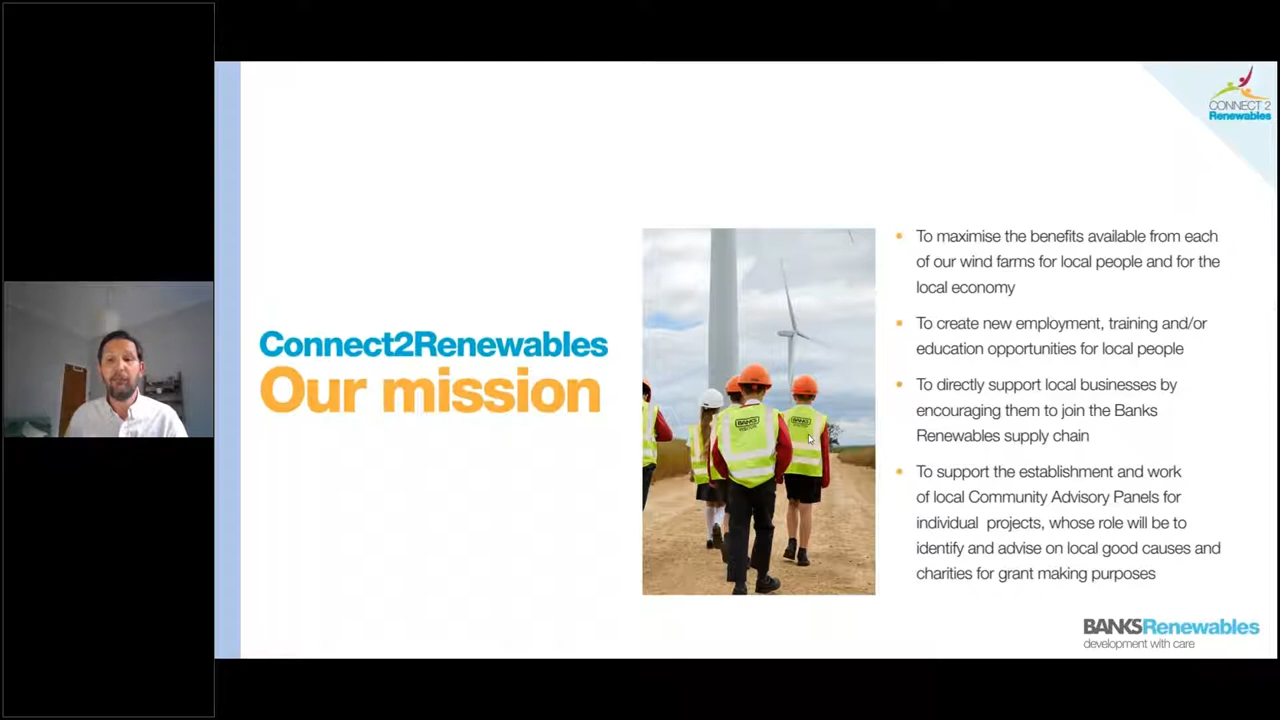 CONNECT 2
Renewables
Connect2Renewables
Our mission
BANKS
BANKS
• To maximise the benefits available from each
of our wind farms for local people and for the
local economy
• To create new employment, training and/or
education opportunities for local people
• To directly support local businesses by
encouraging them to join the Banks
Renewables supply chain
• To support the establishment and work
of local Community Advisory Panels for
individual projects, whose role will be to
identify and advise on local good causes and
charities for grant making purposes
BANKSRenewables
development with care